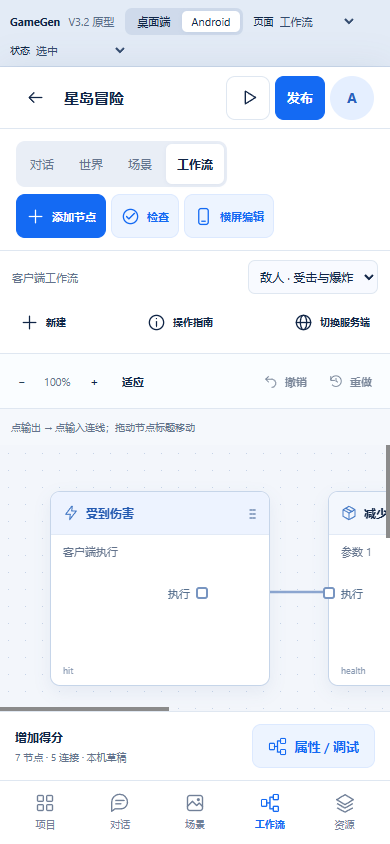 GameGen V3.2 原型 桌面端 Android 页面 工作流
状态 选中
星岛冒险 发布 A
对话 世界 场景 工作流
添加节点 检查 横屏编辑
客户端工作流 敌人 · 受击与爆炸
新建 操作指南 切换服务端
− 100% + 适应 撤销 重做
点输出 → 点输入连线；拖动节点标题移动
受到伤害 减少
客户端执行 参数 1
执行 执行
hit health
增加得分
7 节点 · 5 连接 · 本机草稿
属性 / 调试
项目 对话 场景 工作流 资源